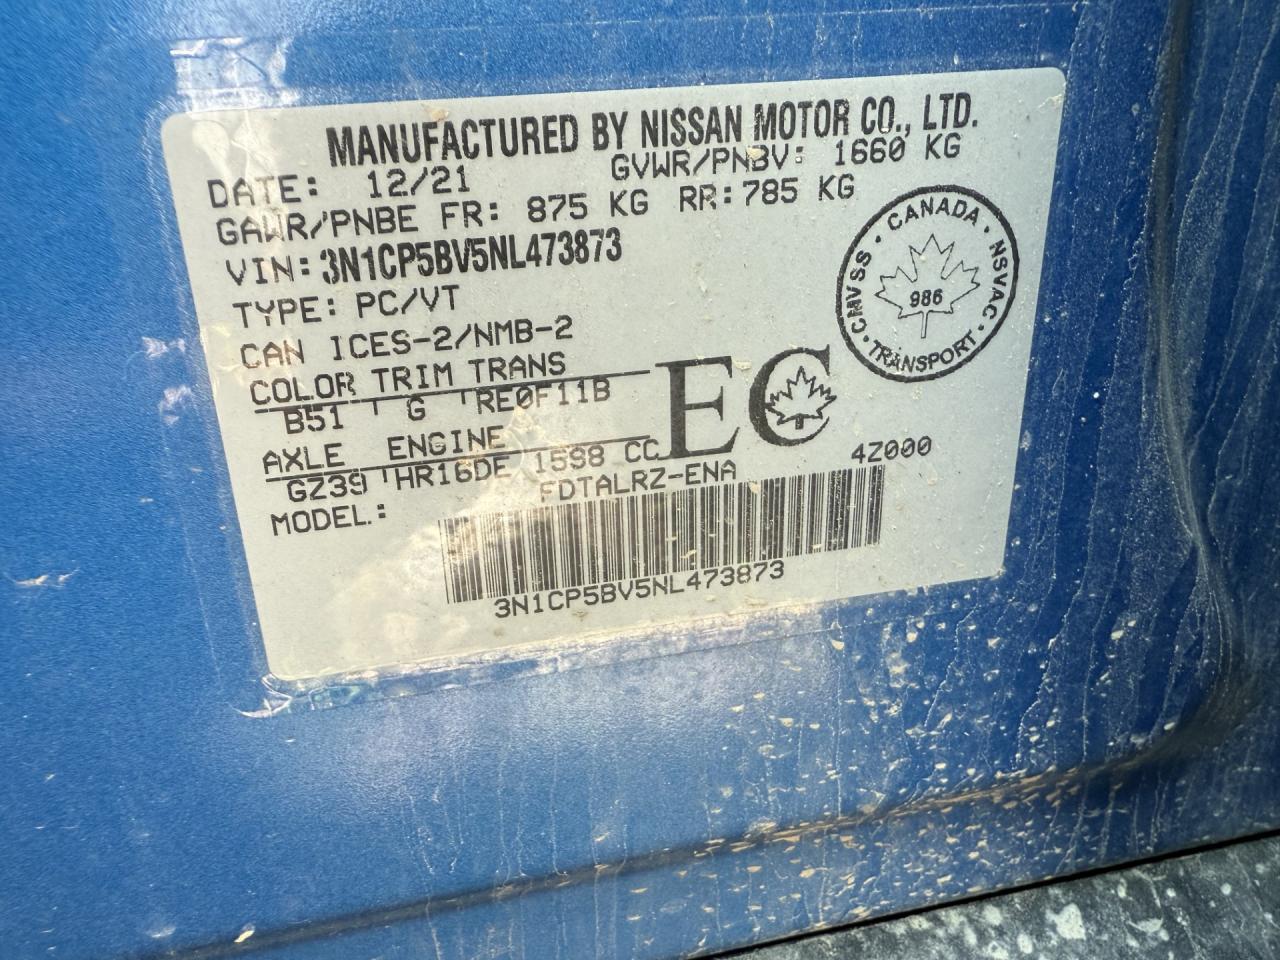 MANUFACTURED BY NISSAN MOTOR CO., LTD.
DATE: 12/21 GVWR/PNBV: 1660 KG
GAWR/PNBE FR: 875 KG RR: 785 KG
VIN: 3N1CP5BV5NL473873
TYPE: PC/VT
CAN ICES-2/NMB-2
COLOR TRIM TRANS
B51 G RE0F11B
AXLE ENGINE
GZ39 HR16DE 1598 CC
MODEL: FDTALRZ-ENA 4Z000
3N1CP5BV5NL473873
EC
CMVSS · CANADA · NSVAC · TRANSPORT ·
986